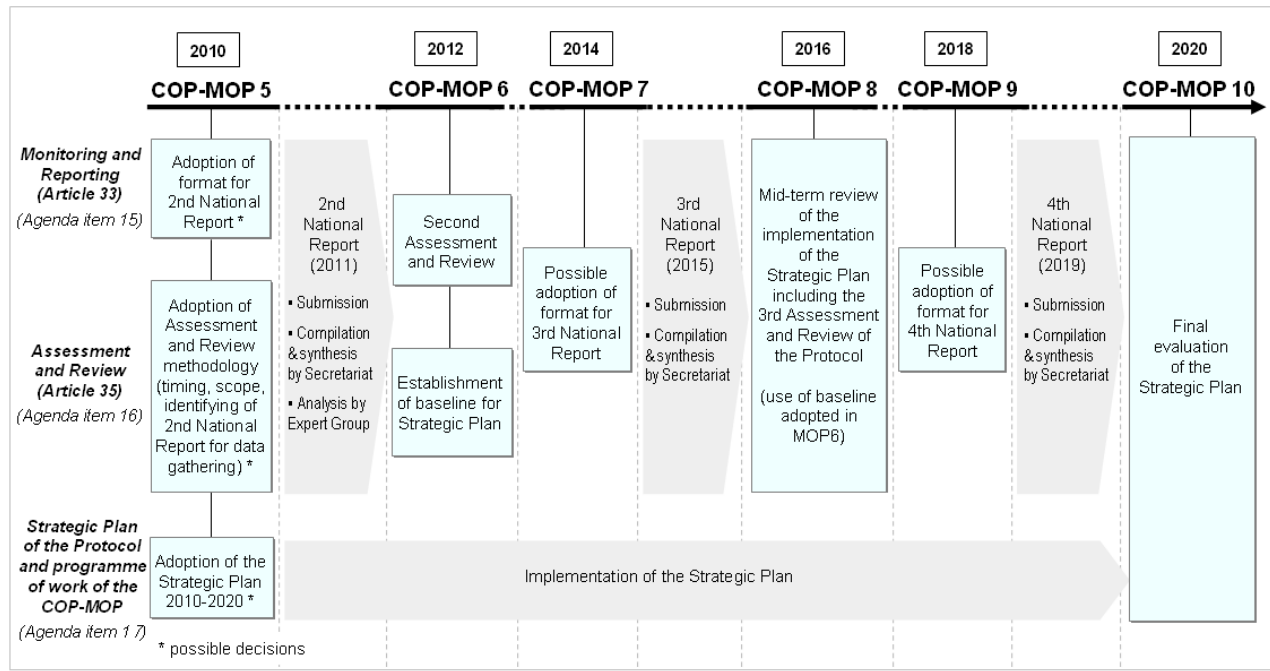 2010
2012
2014
2016
2018
2020
COP-MOP 5
COP-MOP 6
COP-MOP 7
COP-MOP 8
COP-MOP 9
COP-MOP 10
Monitoring and
Reporting
(Article 33)
(Agenda item 15)
Assessment
and Review
(Article 35)
(Agenda item 16)
Strategic Plan
of the Protocol
and programme
of work of the
COP-MOP
(Agenda item 1 7)
Adoption of
format for
2nd National
Report *
Adoption of
Assessment
and Review
methodology
(timing, scope,
identifying of
2nd National
Report for data
gathering) *
Adoption of the
Strategic Plan
2010-2020 *
* possible decisions
2nd
National
Report
(2011)
▪ Submission
▪ Compilation
& synthesis
by Secretariat
▪ Analysis by
Expert Group
Second
Assessment
and Review
Establishment
of baseline for
Strategic Plan
Possible
adoption of
format for
3rd National
Report
3rd
National
Report
(2015)
▪ Submission
▪ Compilation
& synthesis
by Secretariat
Mid-term review
of the
implementation
of the
Strategic Plan
including the
3rd Assessment
and Review of
the Protocol
(use of baseline
adopted in
MOP6)
Possible
adoption of
format for
4th National
Report
4th
National
Report
(2019)
▪ Submission
▪ Compilation
& synthesis
by Secretariat
Final
evaluation
of the
Strategic Plan
Implementation of the Strategic Plan